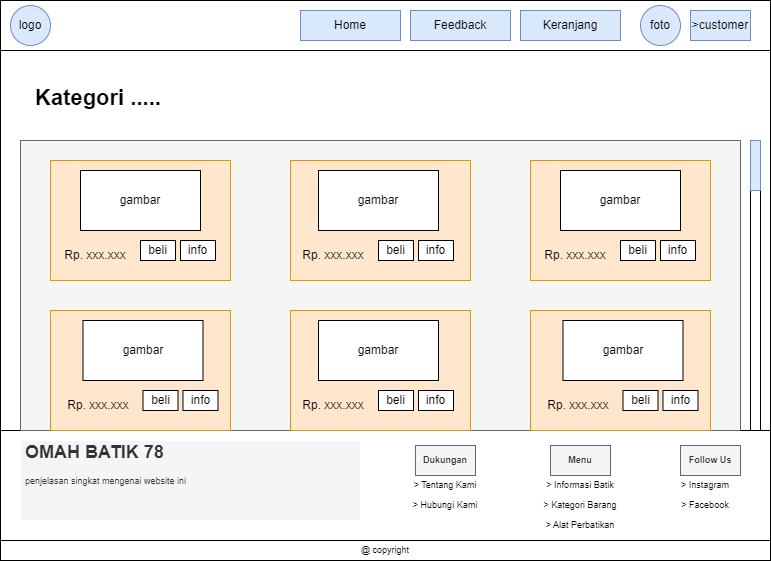 logo
Home
Feedback
Keranjang
foto
>customer
Kategori .....
gambar
gambar
gambar
Rp. xxx.xxx
beli
info
Rp. xxx.xxx
beli
info
Rp. xxx.xxx
beli
info
gambar
gambar
gambar
Rp. xxx.xxx
beli
info
Rp. xxx.xxx
beli
info
Rp. xxx.xxx
beli
info
OMAH BATIK 78
penjelasan singkat mengenai website ini
Dukungan
> Tentang Kami
> Hubungi Kami
Menu
> Informasi Batik
> Kategori Barang
> Alat Perbatikan
Follow Us
> Instagram
> Facebook
@ copyright